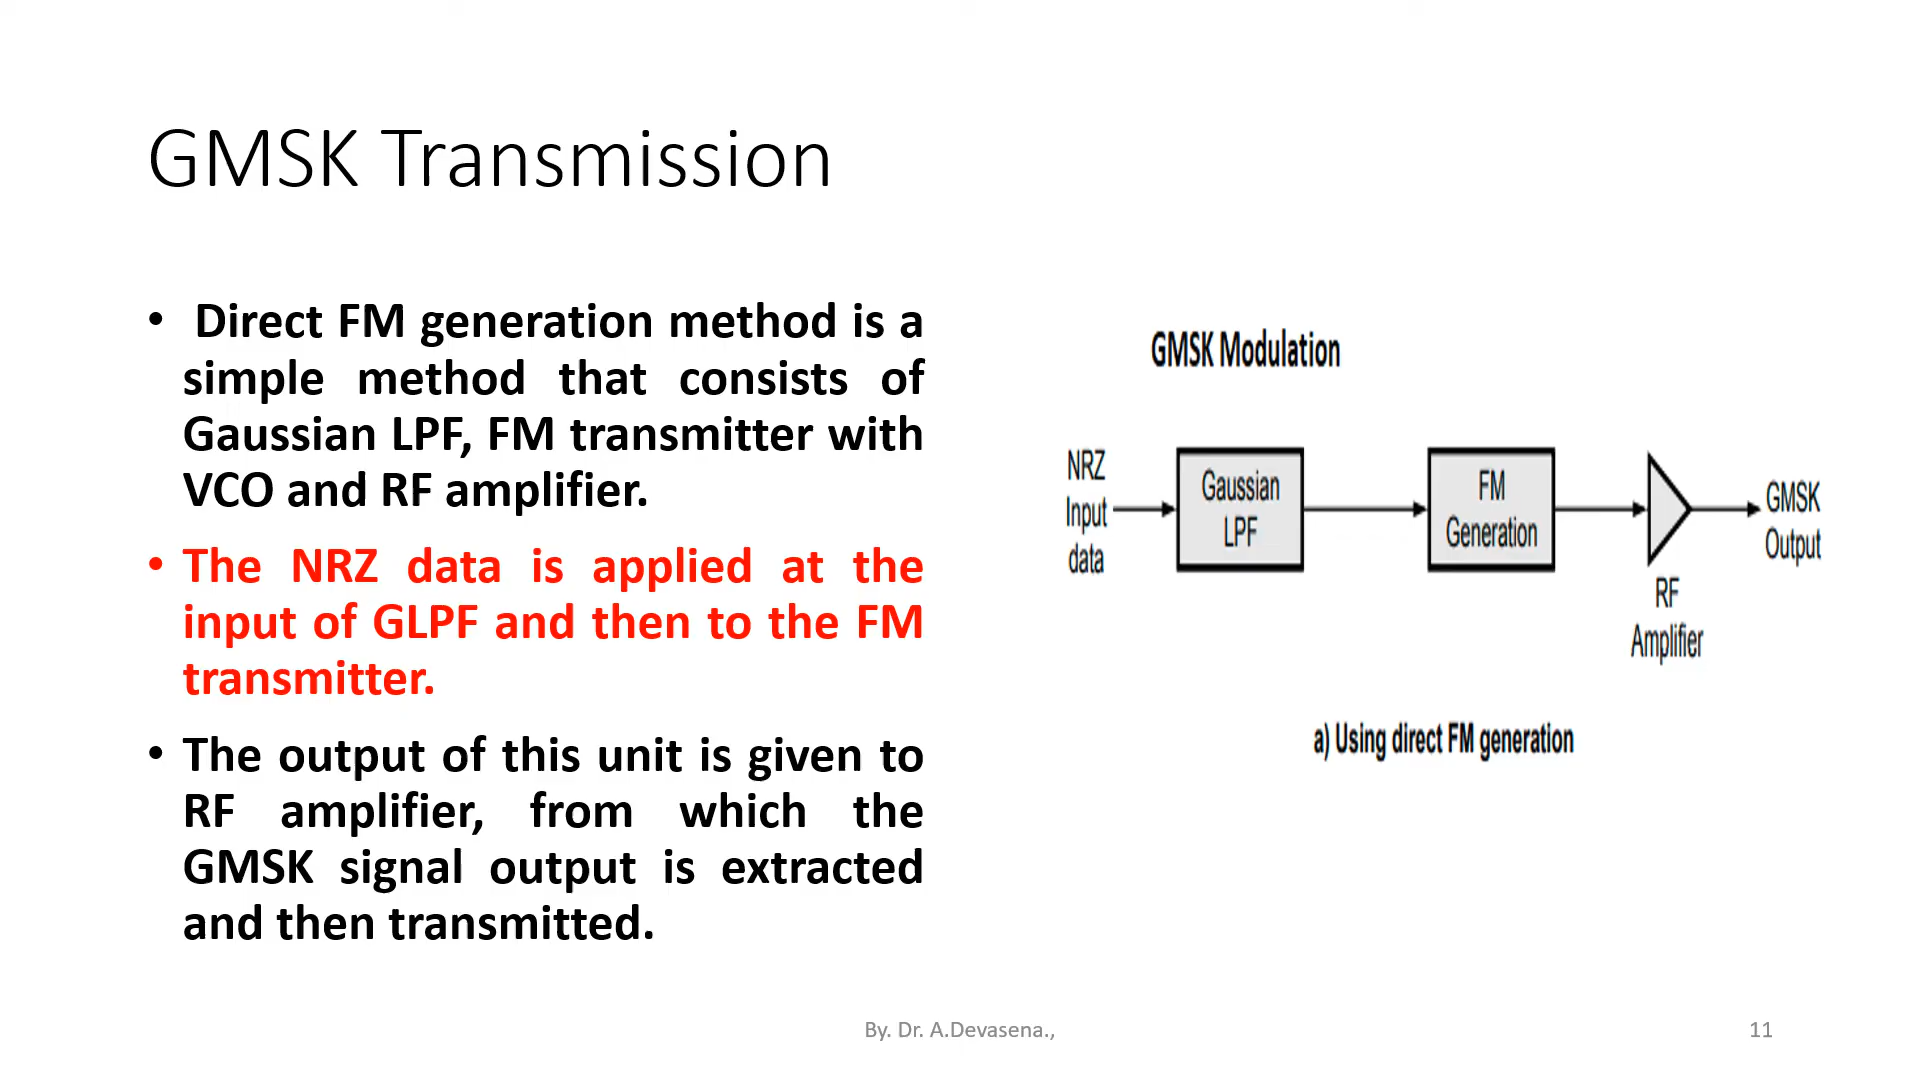 GMSK Transmission
• Direct FM generation method is a
simple method that consists of
Gaussian LPF, FM transmitter with
VCO and RF amplifier.
• The NRZ data is applied at the
input of GLPF and then to the FM
transmitter.
• The output of this unit is given to
RF amplifier, from which the
GMSK signal output is extracted
and then transmitted.
GMSK Modulation
NRZ
Input
data
Gaussian
LPF
FM
Generation
RF
Amplifier
GMSK
Output
a) Using direct FM generation
By. Dr. A.Devasena.,
11